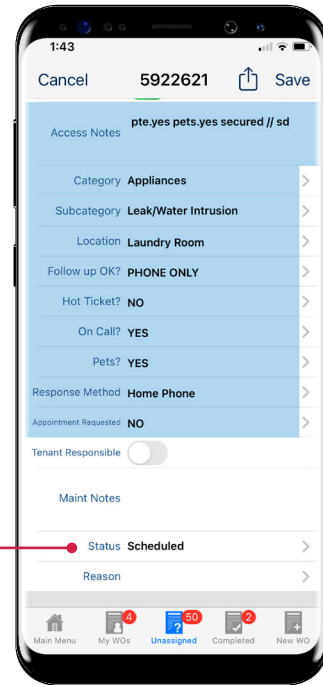 1:43
Cancel 5922621 Save
Access Notes pte.yes pets.yes secured // sd
Category Appliances
Subcategory Leak/Water Intrusion
Location Laundry Room
Follow up OK? PHONE ONLY
Hot Ticket? NO
On Call? YES
Pets? YES
Response Method Home Phone
Appointment Requested NO
Tenant Responsible
Maint Notes
Status Scheduled
Reason
4 50 2
Main Menu My WOs Unassigned Completed New WO